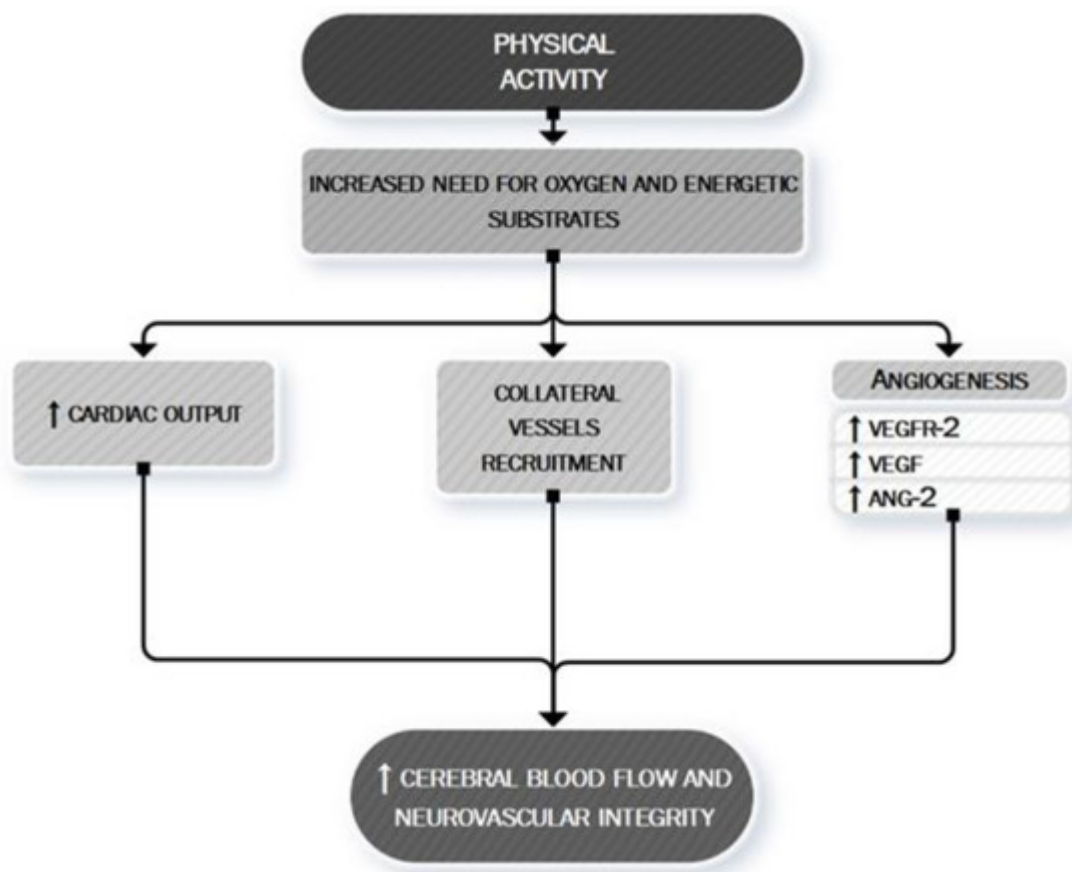 PHYSICAL
ACTIVITY
INCREASED NEED FOR OXYGEN AND ENERGETIC
SUBSTRATES
↑ CARDIAC OUTPUT
COLLATERAL
VESSELS
RECRUITMENT
ANGIOGENESIS
↑ VEGFR-2
↑ VEGF
↑ ANG-2
↑ CEREBRAL BLOOD FLOW AND
NEUROVASCULAR INTEGRITY